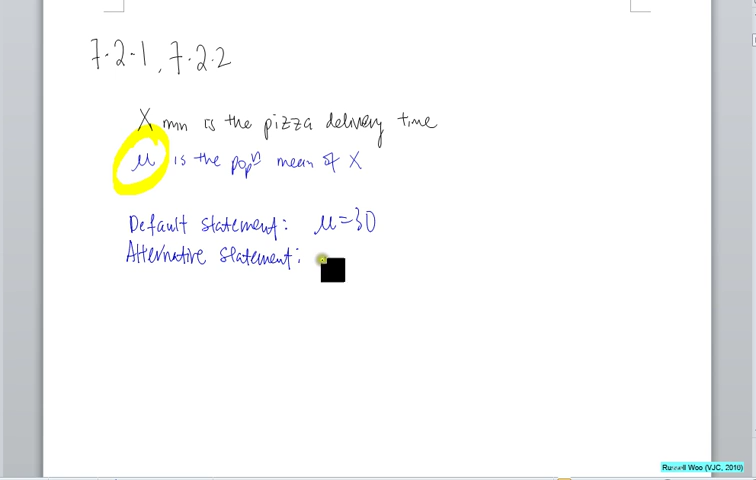 7.2.1, 7.2.2
X min is the pizza delivery time
μ is the popⁿ mean of X
Default statement: μ=30
Alternative statement:
Russell Woo (VJC, 2010)